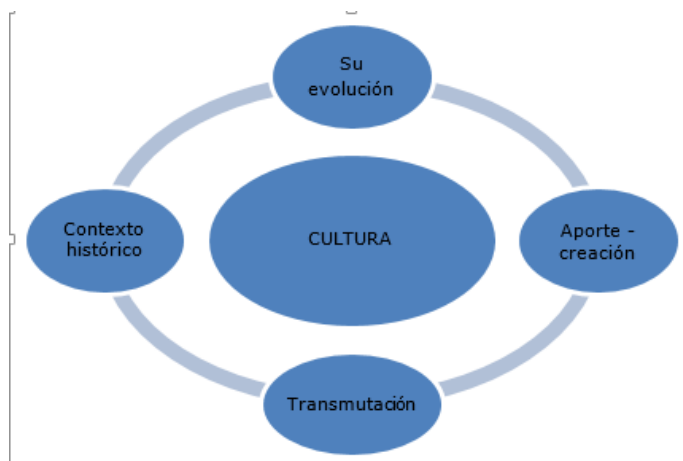 Su
evolución
Contexto
histórico
CULTURA
Aporte -
creación
Transmutación